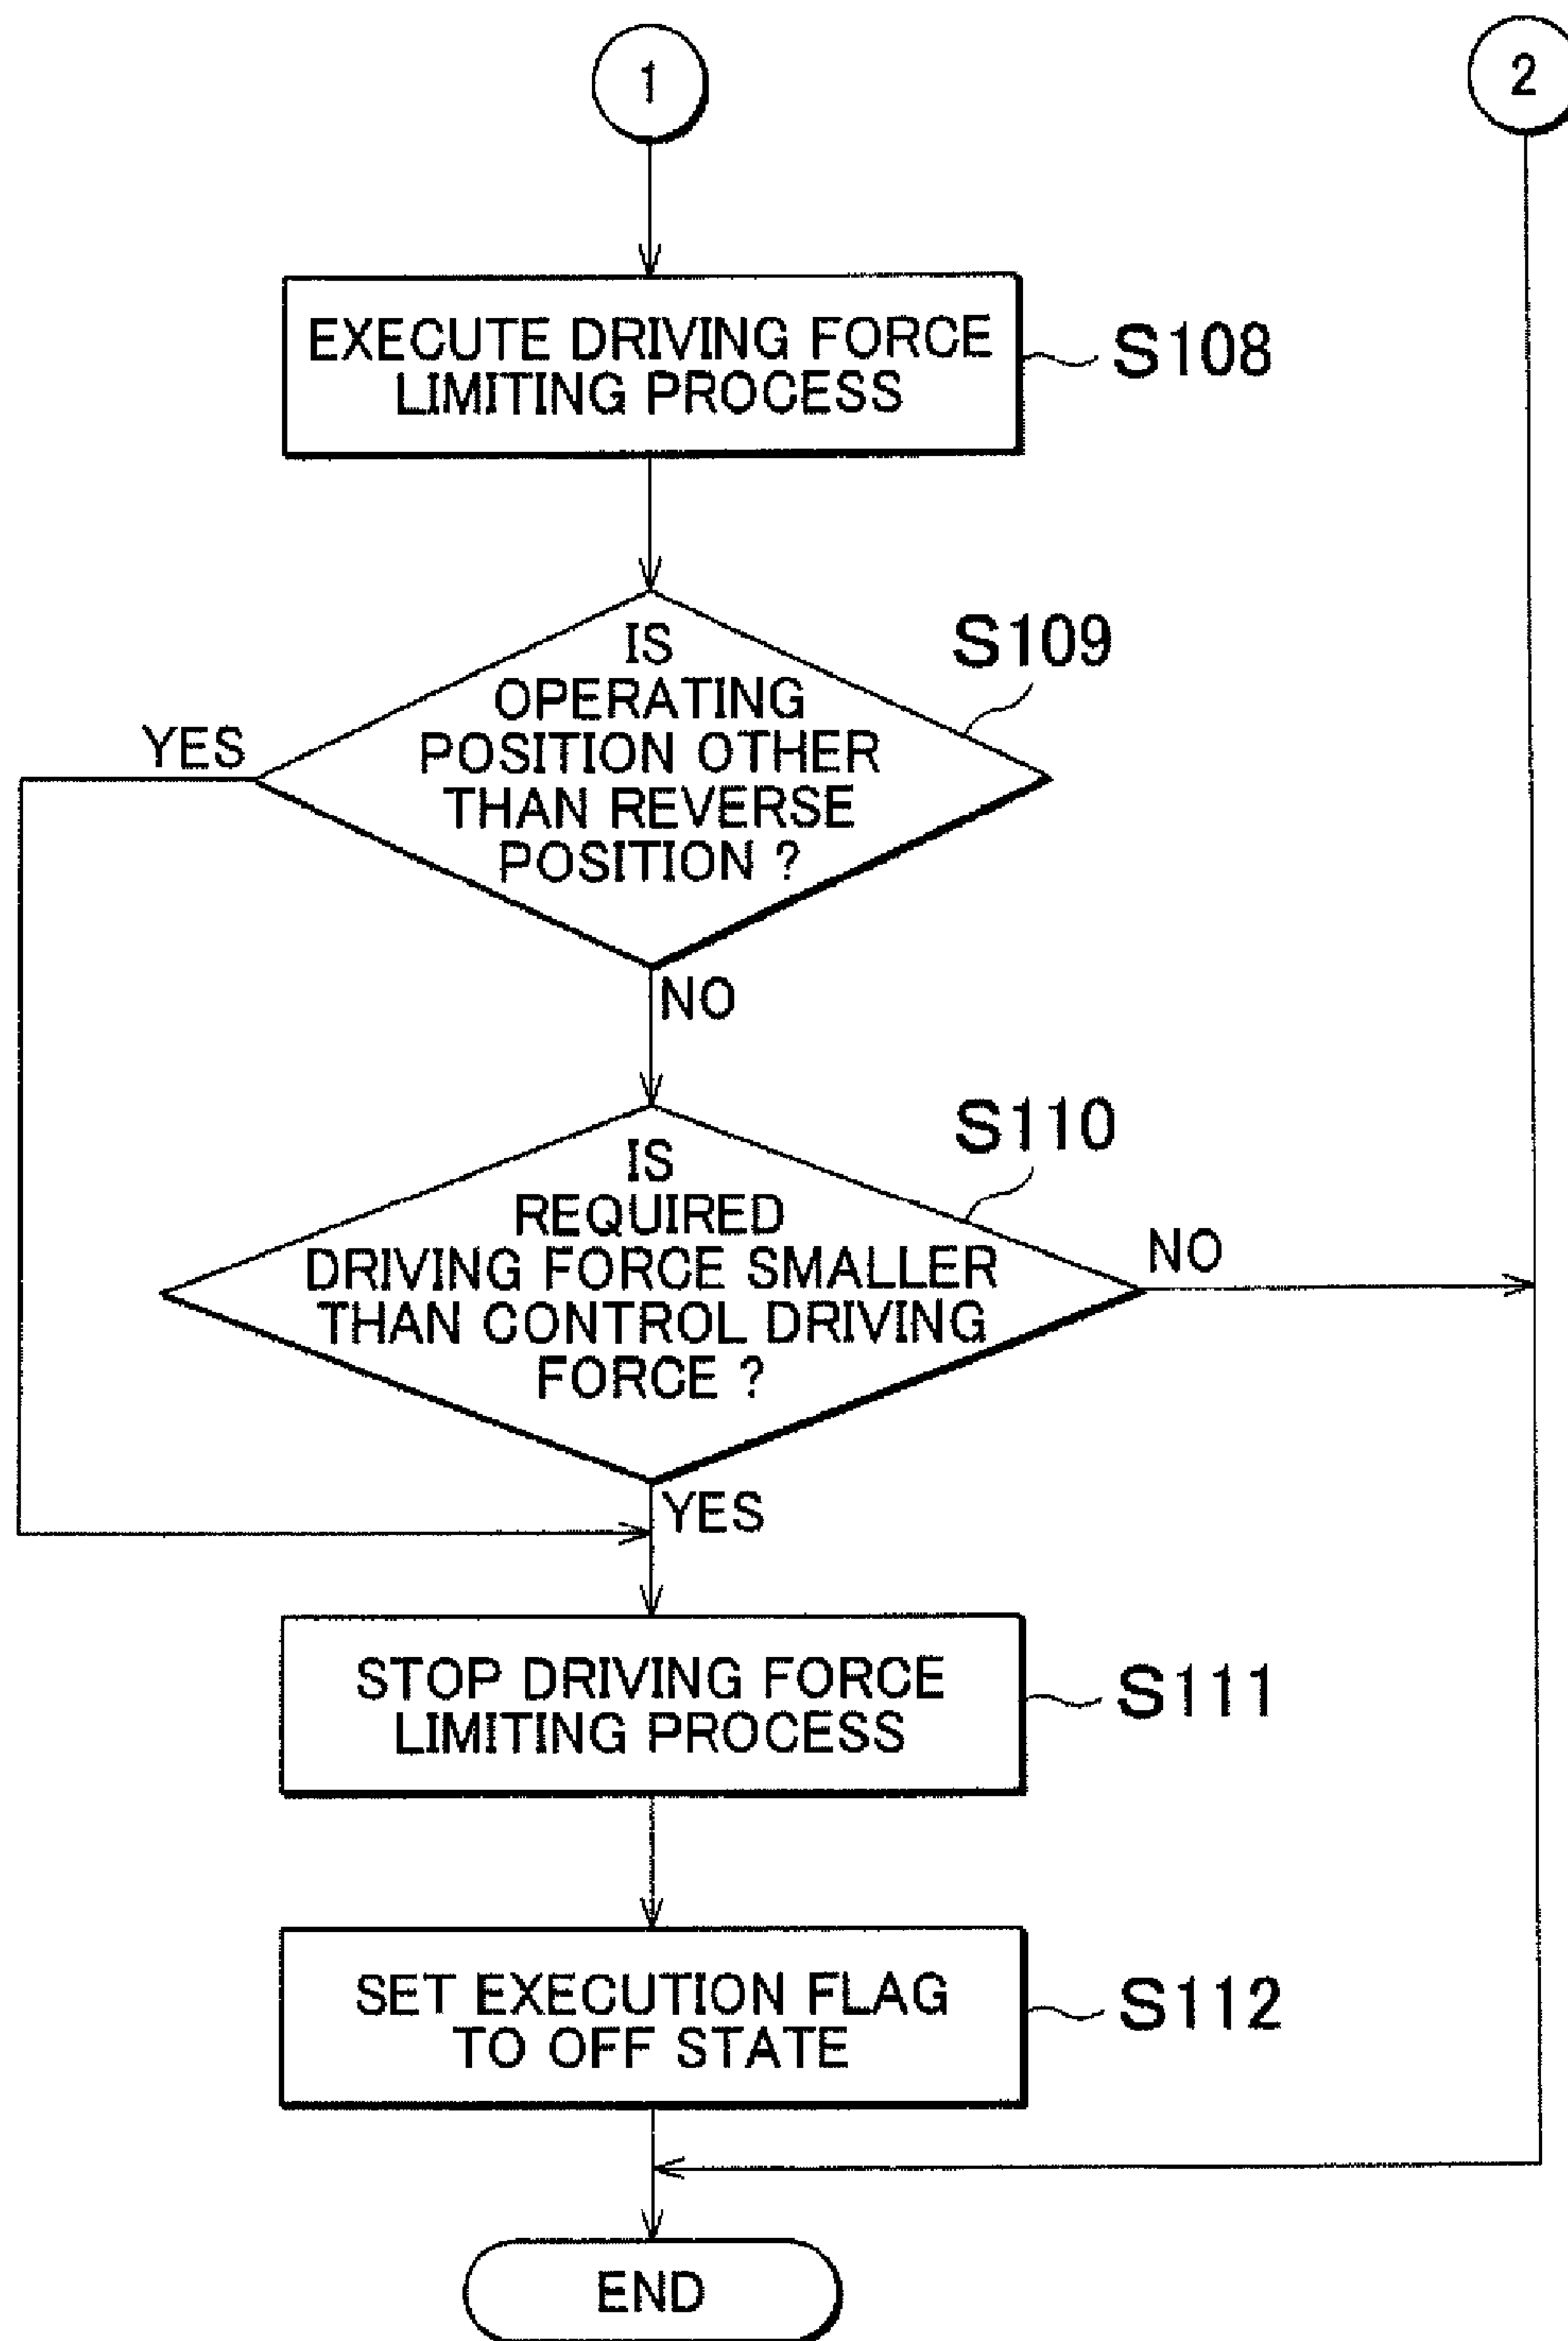 1
2
EXECUTE DRIVING FORCE
LIMITING PROCESS
S108
IS
OPERATING
POSITION OTHER
THAN REVERSE
POSITION ?
S109
YES
NO
IS
REQUIRED
DRIVING FORCE SMALLER
THAN CONTROL DRIVING
FORCE ?
S110
NO
YES
STOP DRIVING FORCE
LIMITING PROCESS
S111
SET EXECUTION FLAG
TO OFF STATE
S112
END